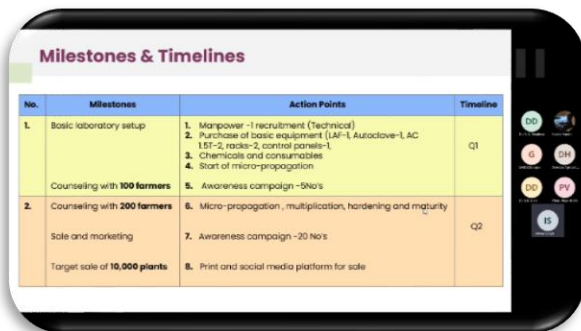 Milestones & Timelines
No. Milestones Action Points Timeline
1. Basic laboratory setup
1. Manpower -1 recruitment (Technical)
2. Purchase of basic equipment (LAF-1, Autoclave-1, AC
1.5T-2, racks-2, control panels-1,
3. Chemicals and consumables
4. Start of micro-propagation
Q1
Counseling with 100 farmers 5. Awareness campaign -5No's
2. Counseling with 200 farmers 6. Micro-propagation , multiplication, hardening and maturity
Q2
Sale and marketing 7. Awareness campaign -20 No's
Target sale of 10,000 plants 8. Print and social media platform for sale
DD
G DH
DD PV
IS